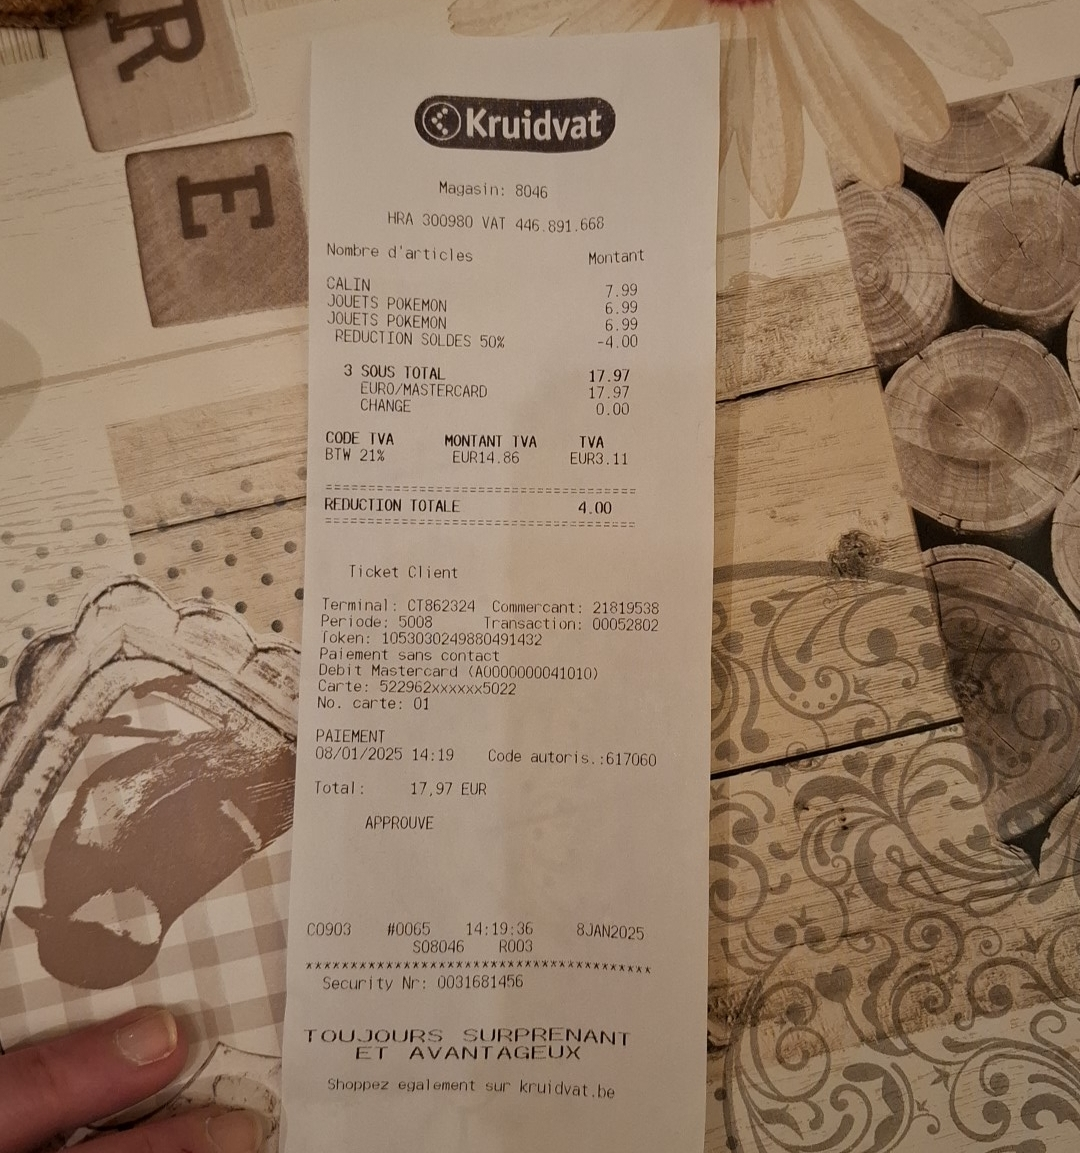 R
E
Kruidvat
Magasin: 8046
HRA 300980 VAT 446.891.668
Nombre d'articles Montant
CALIN 7.99
JOUETS POKEMON 6.99
JOUETS POKEMON 6.99
REDUCTION SOLDES 50% -4.00
3 SOUS TOTAL 17.97
EURO/MASTERCARD 17.97
CHANGE 0.00
CODE TVA MONTANT TVA TVA
BTW 21% EUR14.86 EUR3.11
=====================================
REDUCTION TOTALE 4.00
=====================================
Ticket Client
Terminal: CT862324 Commercant: 21819538
Periode: 5008 Transaction: 00052802
Token: 1053030249880491432
Paiement sans contact
Debit Mastercard (A0000000041010)
Carte: 522962xxxxxx5022
No. carte: 01
PAIEMENT
08/01/2025 14:19 Code autoris.:617060
Total: 17,97 EUR
APPROUVE
C0903 #0065 14:19:36 8JAN2025
S08046 R003
****************************************
Security Nr: 0031681456
TOUJOURS SURPRENANT
ET AVANTAGEUX
Shoppez egalement sur kruidvat.be